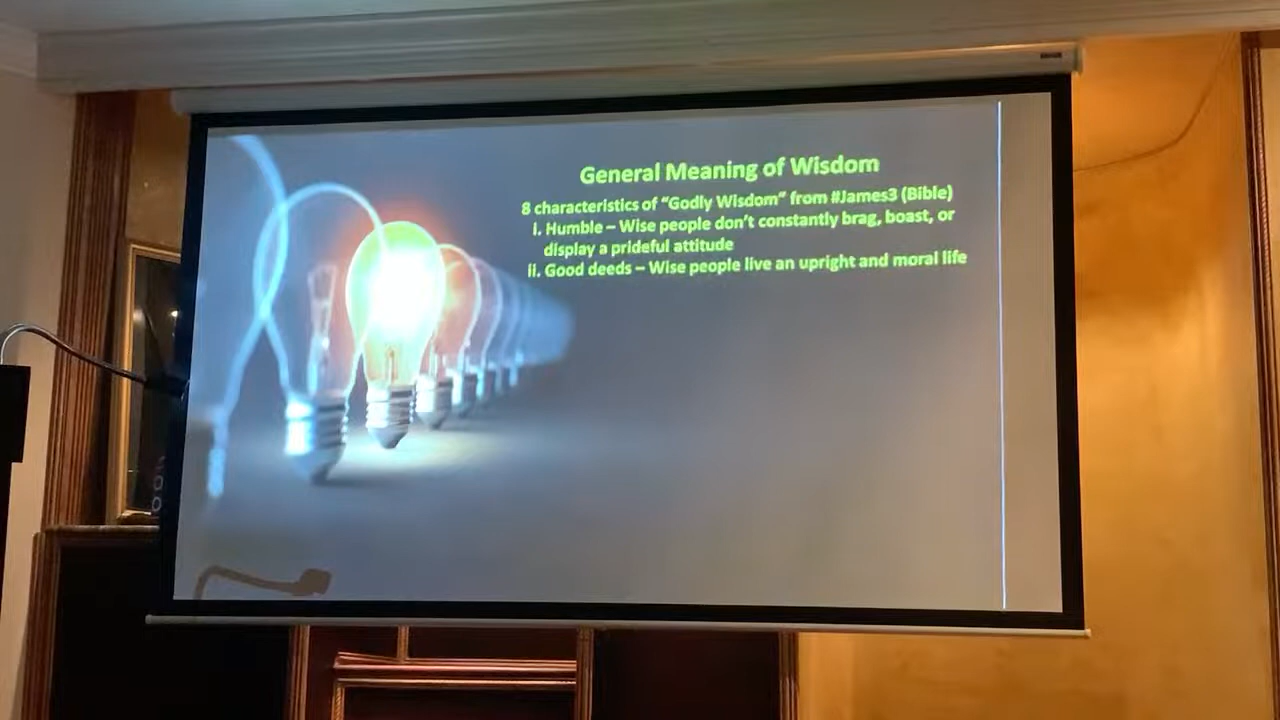 General Meaning of Wisdom
8 characteristics of “Godly Wisdom” from #James3 (Bible)
i. Humble – Wise people don’t constantly brag, boast, or
display a prideful attitude
ii. Good deeds – Wise people live an upright and moral life